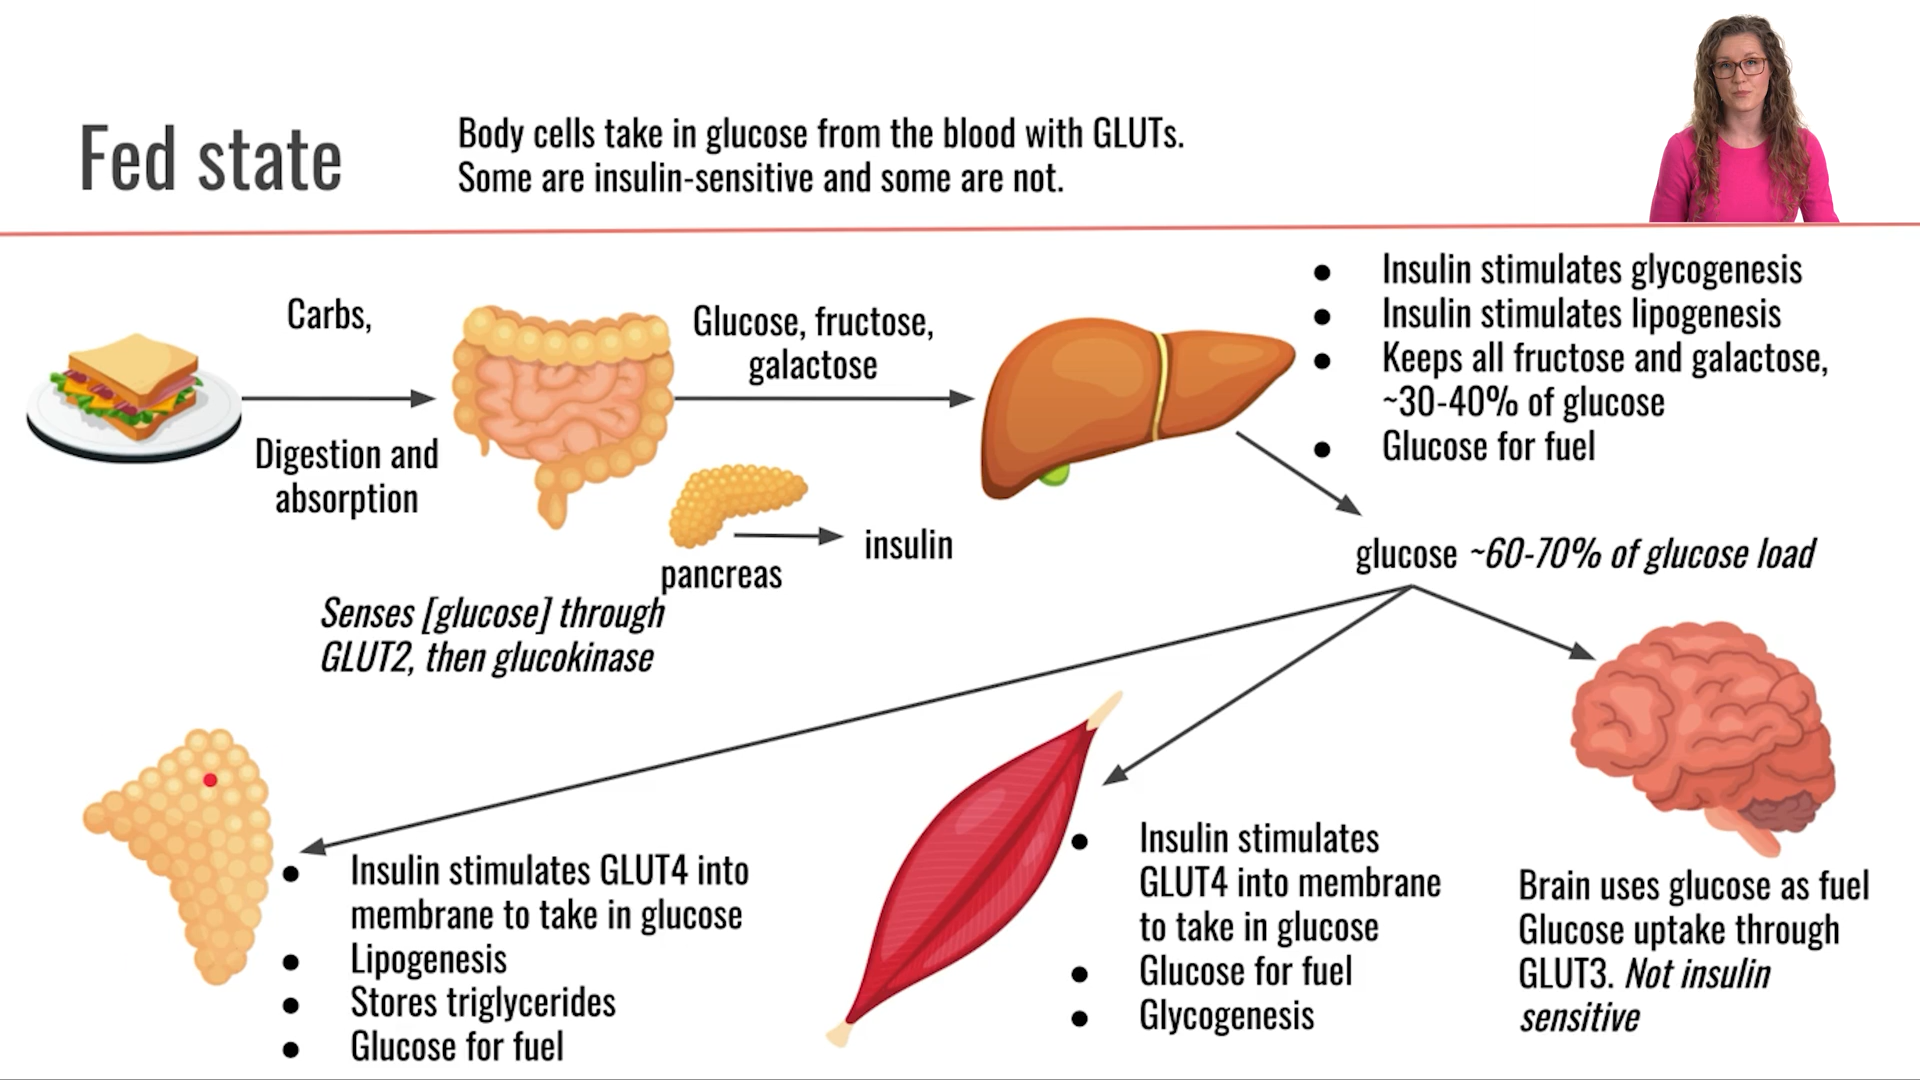 Fed state
Body cells take in glucose from the blood with GLUTs.
Some are insulin-sensitive and some are not.
Carbs,
Digestion and
absorption
Glucose, fructose,
galactose
● Insulin stimulates glycogenesis
● Insulin stimulates lipogenesis
● Keeps all fructose and galactose,
~30-40% of glucose
● Glucose for fuel
insulin
pancreas
Senses [glucose] through
GLUT2, then glucokinase
glucose ~60-70% of glucose load
● Insulin stimulates GLUT4 into
membrane to take in glucose
● Lipogenesis
● Stores triglycerides
● Glucose for fuel
● Insulin stimulates
GLUT4 into membrane
to take in glucose
● Glucose for fuel
● Glycogenesis
Brain uses glucose as fuel
Glucose uptake through
GLUT3. Not insulin
sensitive